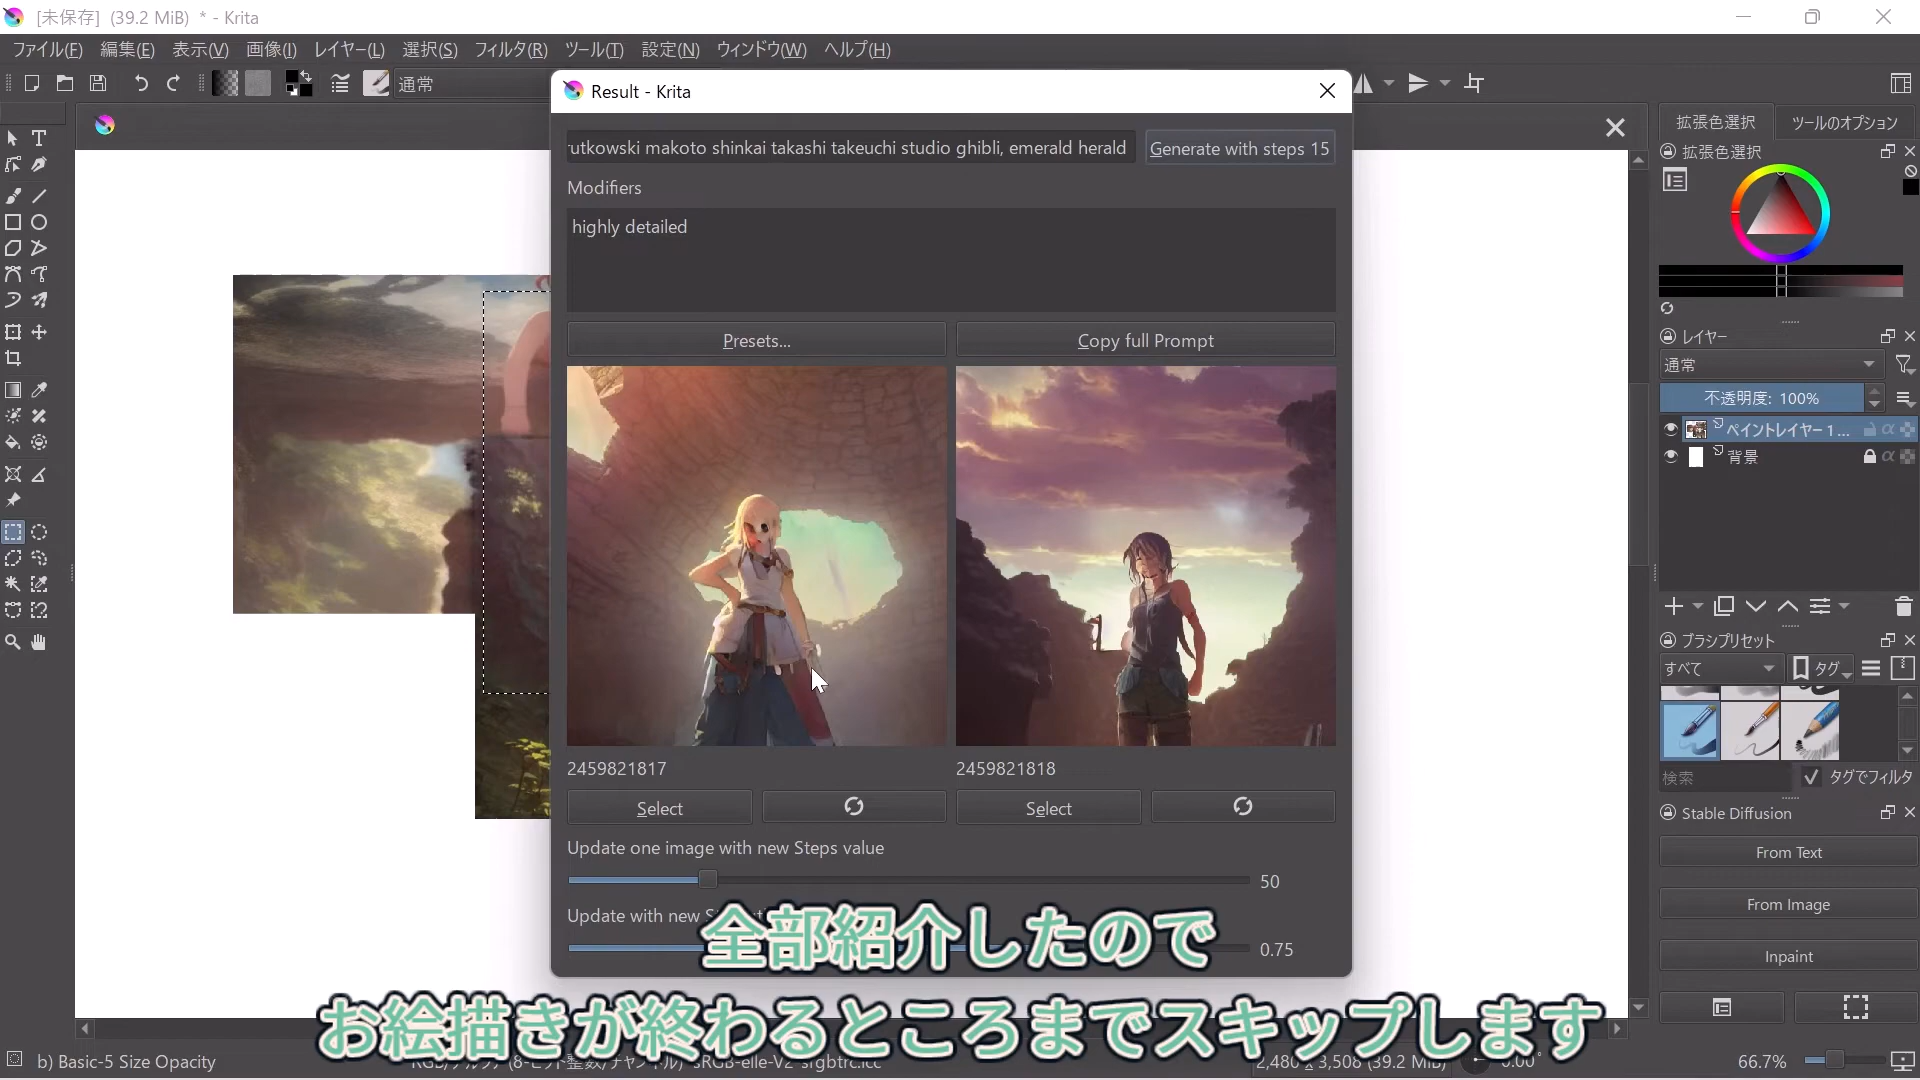 [未保存] (39.2 MiB) * - Krita
ファイル(F) 編集(E) 表示(V) 画像(I) レイヤー(L) 選択(S) フィルタ(R) ツール(T) 設定(N) ウィンドウ(W) ヘルプ(H)
通常
Result - Krita
utkowski makoto shinkai takashi takeuchi studio ghibli, emerald herald
Generate with steps 15
Modifiers
highly detailed
Presets...
Copy full Prompt
2459821817
2459821818
Select
Select
Update one image with new Steps value
50
Update with new
0.75
拡張色選択
ツールのオプション
拡張色選択
レイヤー
通常
不透明度: 100%
ペイントレイヤー 1...
背景
ブラシプリセット
すべて
タグ
検索
タグでフィルタ
Stable Diffusion
From Text
From Image
Inpaint
全部紹介したので
お絵描きが終わるところまでスキップします
b) Basic-5 Size Opacity
66.7%